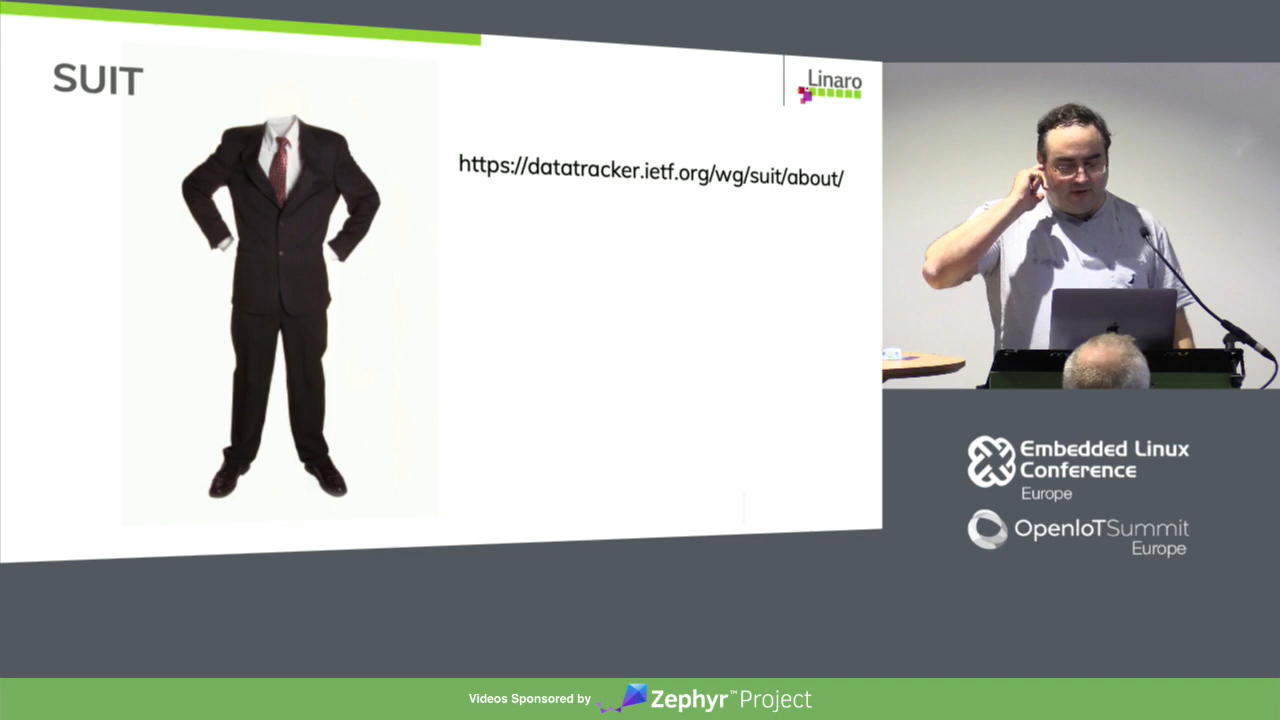 SUIT
Linaro
https://datatracker.ietf.org/wg/suit/about/
Embedded Linux
Conference
Europe
OpenIoTSummit
Europe
Videos Sponsored by Zephyr™Project